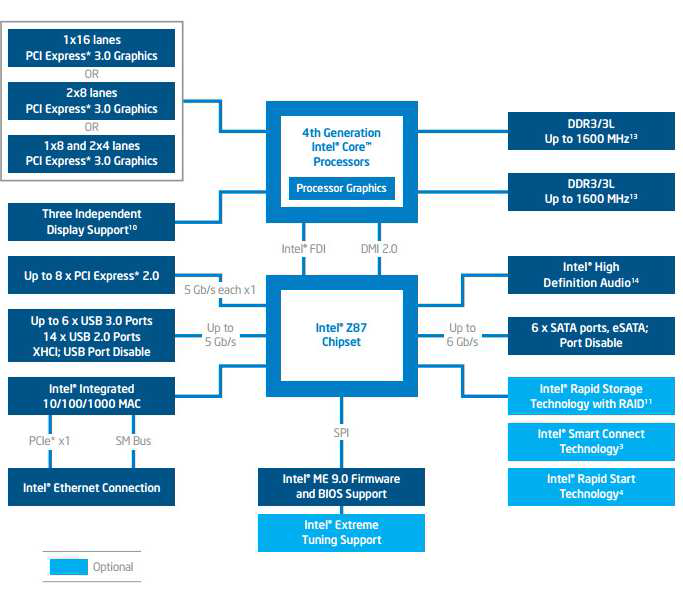 1x16 lanes
PCI Express* 3.0 Graphics
OR
2x8 lanes
PCI Express* 3.0 Graphics
OR
1x8 and 2x4 lanes
PCI Express* 3.0 Graphics
4th Generation
Intel® Core™
Processors
Processor Graphics
DDR3/3L
Up to 1600 MHz¹³
DDR3/3L
Up to 1600 MHz¹³
Three Independent
Display Support¹⁰
Intel® FDI
DMI 2.0
Up to 8 x PCI Express* 2.0
5 Gb/s each x1
Intel® High
Definition Audio¹⁴
Up to 6 x USB 3.0 Ports
14 x USB 2.0 Ports
XHCI; USB Port Disable
Up to
5 Gb/s
Intel® Z87
Chipset
Up to
6 Gb/s
6 x SATA ports, eSATA;
Port Disable
Intel® Integrated
10/100/1000 MAC
Intel® Rapid Storage
Technology with RAID¹¹
PCIe* x1
SM Bus
SPI
Intel® Smart Connect
Technology³
Intel® Ethernet Connection
Intel® ME 9.0 Firmware
and BIOS Support
Intel® Rapid Start
Technology⁴
Intel® Extreme
Tuning Support
Optional